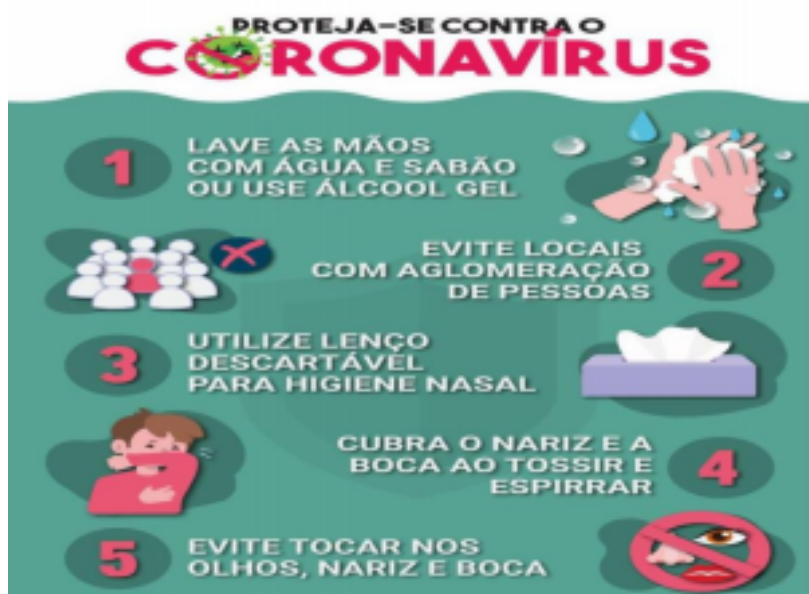 PROTEJA-SE CONTRA O
CORONAVÍRUS
1
LAVE AS MÃOS
COM ÁGUA E SABÃO
OU USE ÁLCOOL GEL
EVITE LOCAIS
COM AGLOMERAÇÃO
DE PESSOAS
2
3
UTILIZE LENÇO
DESCARTÁVEL
PARA HIGIENE NASAL
CUBRA O NARIZ E A
BOCA AO TOSSIR E
ESPIRRAR
4
5
EVITE TOCAR NOS
OLHOS, NARIZ E BOCA